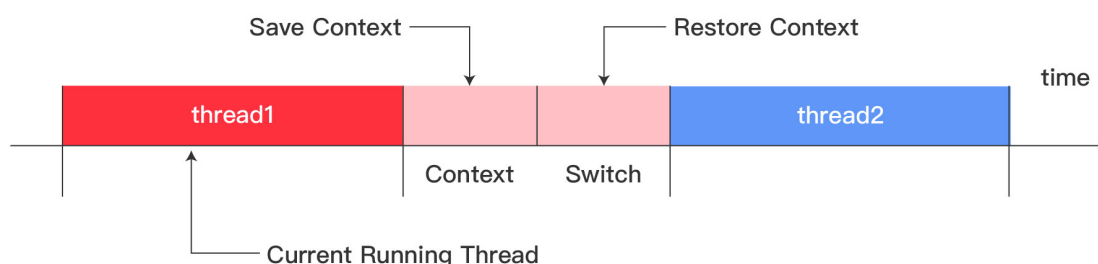 Save Context
Restore Context
time
thread1
thread2
Context
Switch
Current Running Thread